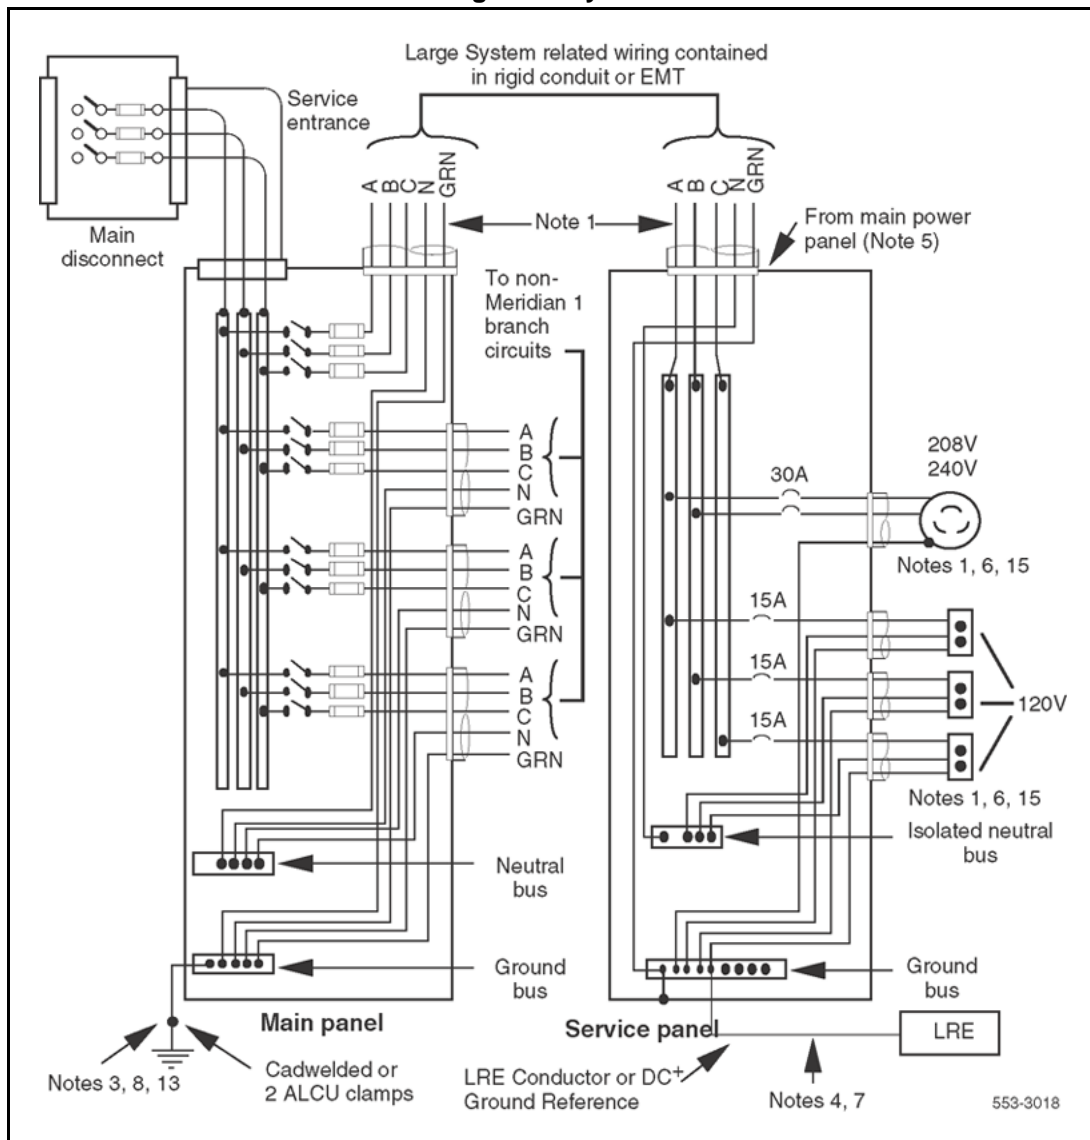 Large System related wiring contained
in rigid conduit or EMT
Service
entrance
Main
disconnect
A
B
C
N
GRN
A
B
C
N
GRN
Note 1
From main power
panel (Note 5)
To non-
Meridian 1
branch
circuits
A
B
C
N
GRN
A
B
C
N
GRN
A
B
C
N
GRN
208V
240V
30A
Notes 1, 6, 15
15A
15A
15A
120V
Notes 1, 6, 15
Isolated neutral
bus
Neutral
bus
Ground
bus
Ground
bus
Main panel
Service panel
LRE
Notes 3, 8, 13
Cadwelded or
2 ALCU clamps
LRE Conductor or DC+
Ground Reference
Notes 4, 7
553-3018